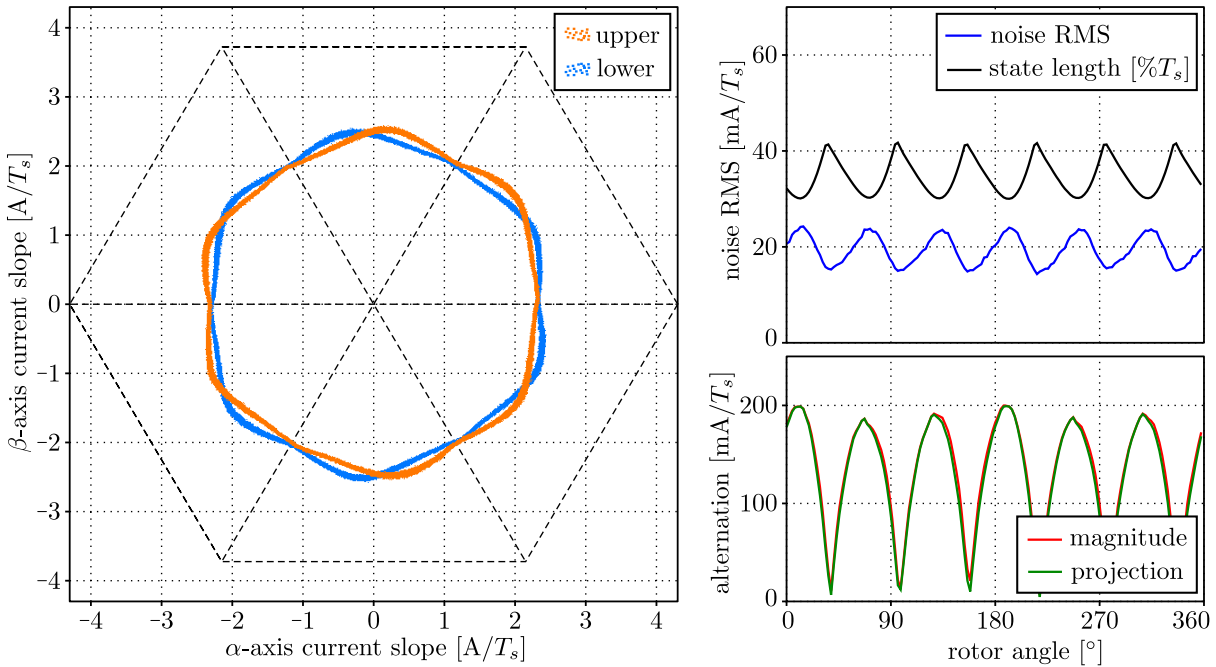 β-axis current slope [A/Tₛ]
4
3
2
1
0
−1
−2
−3
−4
−4 −3 −2 −1 0 1 2 3 4
α-axis current slope [A/Tₛ]
upper
lower
noise RMS [mA/Tₛ]
60
40
20
0
noise RMS
state length [%Tₛ]
alternation [mA/Tₛ]
200
100
0
magnitude
projection
0 90 180 270 360
rotor angle [°]